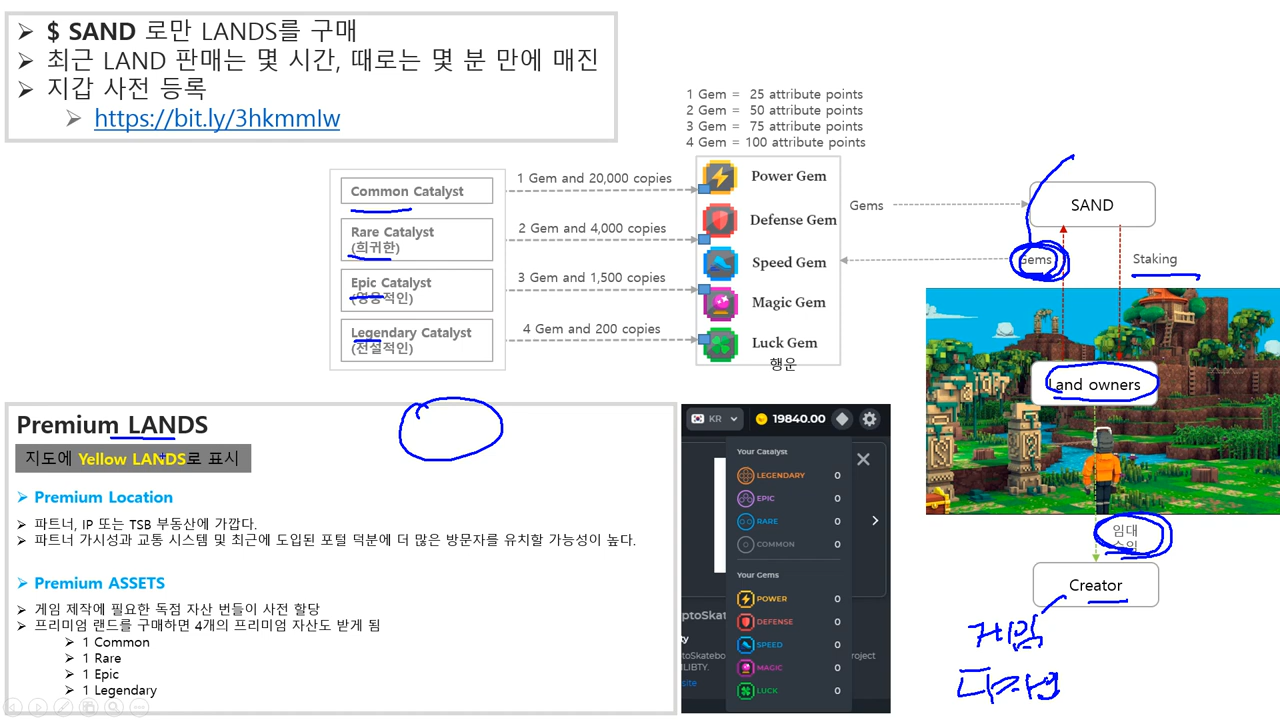 $ SAND 로만 LANDS를 구매
최근 LAND 판매는 몇 시간, 때로는 몇 분 만에 매진
지갑 사전 등록
https://bit.ly/3hkmmlw
1 Gem = 25 attribute points
2 Gem = 50 attribute points
3 Gem = 75 attribute points
4 Gem = 100 attribute points
Common Catalyst
Rare Catalyst
(희귀한)
Epic Catalyst
(영웅적인)
Legendary Catalyst
(전설적인)
1 Gem and 20,000 copies
2 Gem and 4,000 copies
3 Gem and 1,500 copies
4 Gem and 200 copies
Power Gem
Defense Gem
Speed Gem
Magic Gem
Luck Gem
행운
Gems
SAND
Gems
Staking
Land owners
임대
수익
Creator
게임
디자인
Premium LANDS
지도에 Yellow LANDS로 표시
Premium Location
파트너, IP 또는 TSB 부동산에 가깝다.
파트너 가시성과 교통 시스템 및 최근에 도입된 포털 덕분에 더 많은 방문자를 유치할 가능성이 높다.
Premium ASSETS
게임 제작에 필요한 독점 자산 번들이 사전 할당
프리미엄 랜드를 구매하면 4개의 프리미엄 자산도 받게 됨
1 Common
1 Rare
1 Epic
1 Legendary
KR
19840.00
Your Catalyst
LEGENDARY 0
EPIC 0
RARE 0
COMMON 0
Your Gems
POWER 0
DEFENSE 0
SPEED 0
MAGIC 0
LUCK 0